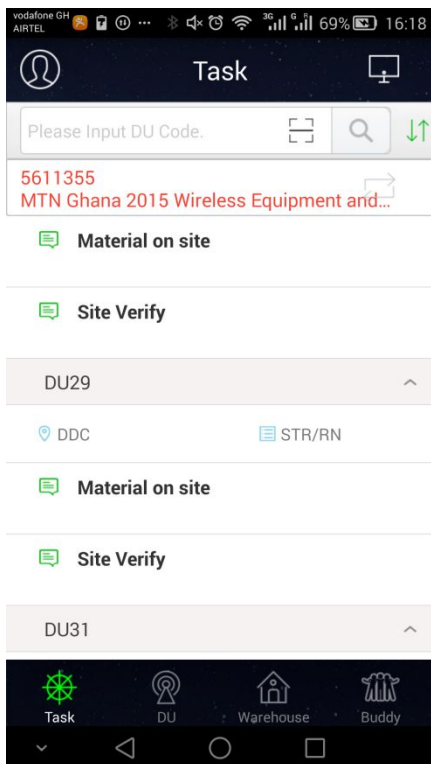 vodafone GH
AIRTEL
3G
G
R
69%
16:18
Task
Please Input DU Code.
5611355
MTN Ghana 2015 Wireless Equipment and...
Material on site
Site Verify
DU29
DDC
STR/RN
Material on site
Site Verify
DU31
Task
DU
Warehouse
Buddy